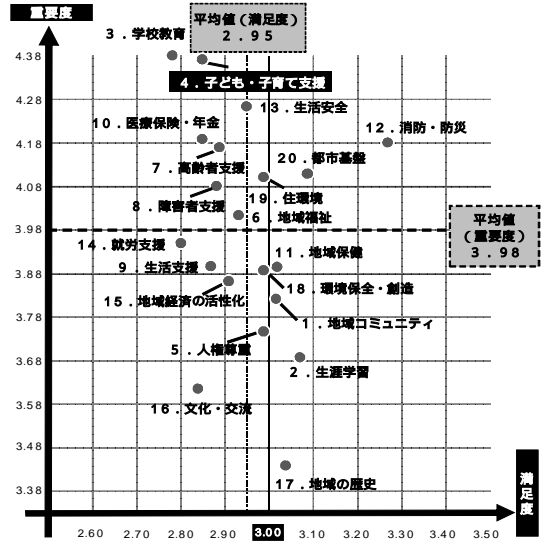 重要度
３．学校教育
平均値（満足度）
２．９５
4.38
４．子ども・子育て支援
4.28
１３．生活安全
１０．医療保険・年金
１２．消防・防災
4.18
２０．都市基盤
７．高齢者支援
4.08
１９．住環境
８．障害者支援
６．地域福祉
平均値
（重要度）
３．９８
3.98
１４．就労支援
１１．地域保健
９．生活支援
3.88
１８．環境保全・創造
１５．地域経済の活性化
3.78
１．地域コミュニティ
５．人権尊重
3.68
２．生涯学習
3.58
１６．文化・交流
3.48
１７．地域の歴史
3.38
満足度
2.60 2.70 2.80 2.90 3.00 3.10 3.20 3.30 3.40 3.50